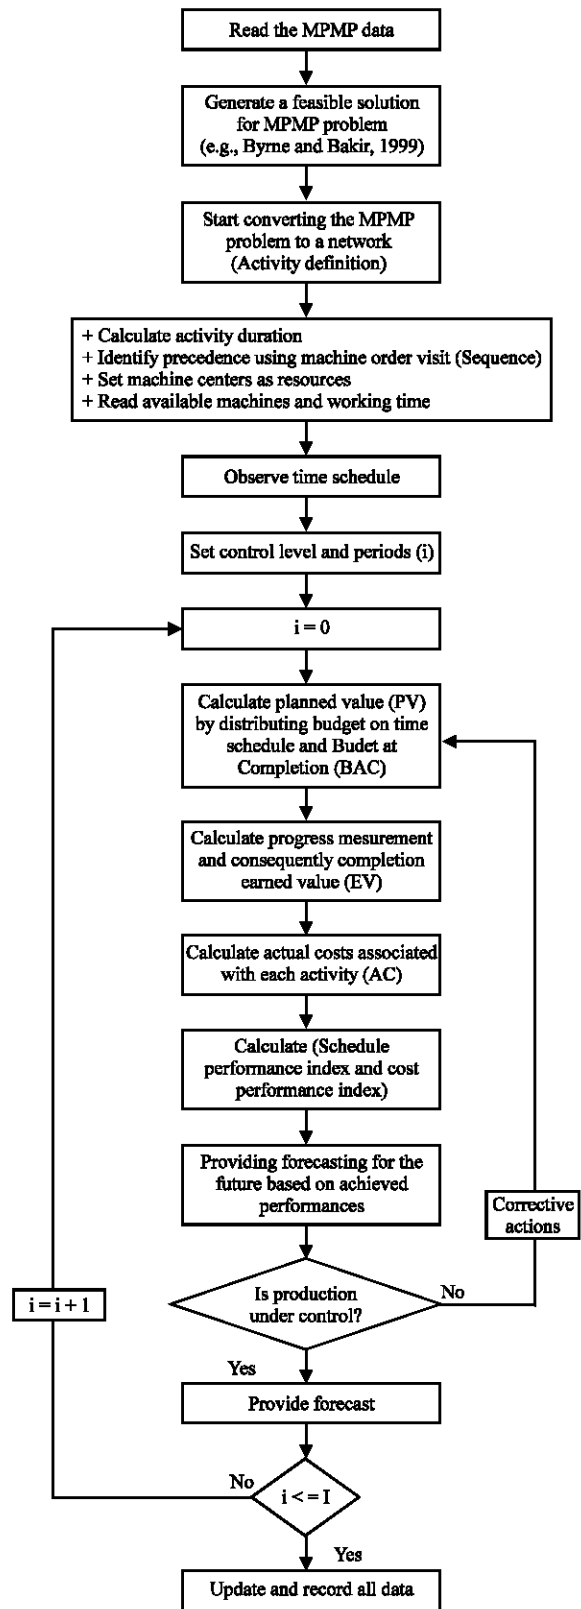 Read the MPMP data
Generate a feasible solution
for MPMP problem
(e.g., Byrne and Bakir, 1999)
Start converting the MPMP
problem to a network
(Activity definition)
+ Calculate activity duration
+ Identify precedence using machine order visit (Sequence)
+ Set machine centers as resources
+ Read available machines and working time
Observe time schedule
Set control level and periods (i)
i = 0
Calculate planned value (PV)
by distributing budget on time
schedule and Budet at
Completion (BAC)
Calculate progress mesurement
and consequently completion
earned value (EV)
Calculate actual costs associated
with each activity (AC)
Calculate (Schedule
performance index and cost
performance index)
Providing forecasting for the
future based on achieved
performances
Corrective
actions
Is production
under control?
No
i = i + 1
Yes
Provide forecast
No
i < = I
Yes
Update and record all data